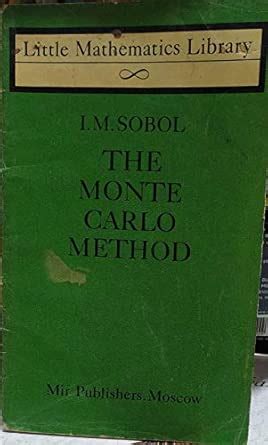 Little Mathematics Library
I.M. SOBOL
THE
MONTE
CARLO
METHOD
Mir Publishers. Moscow